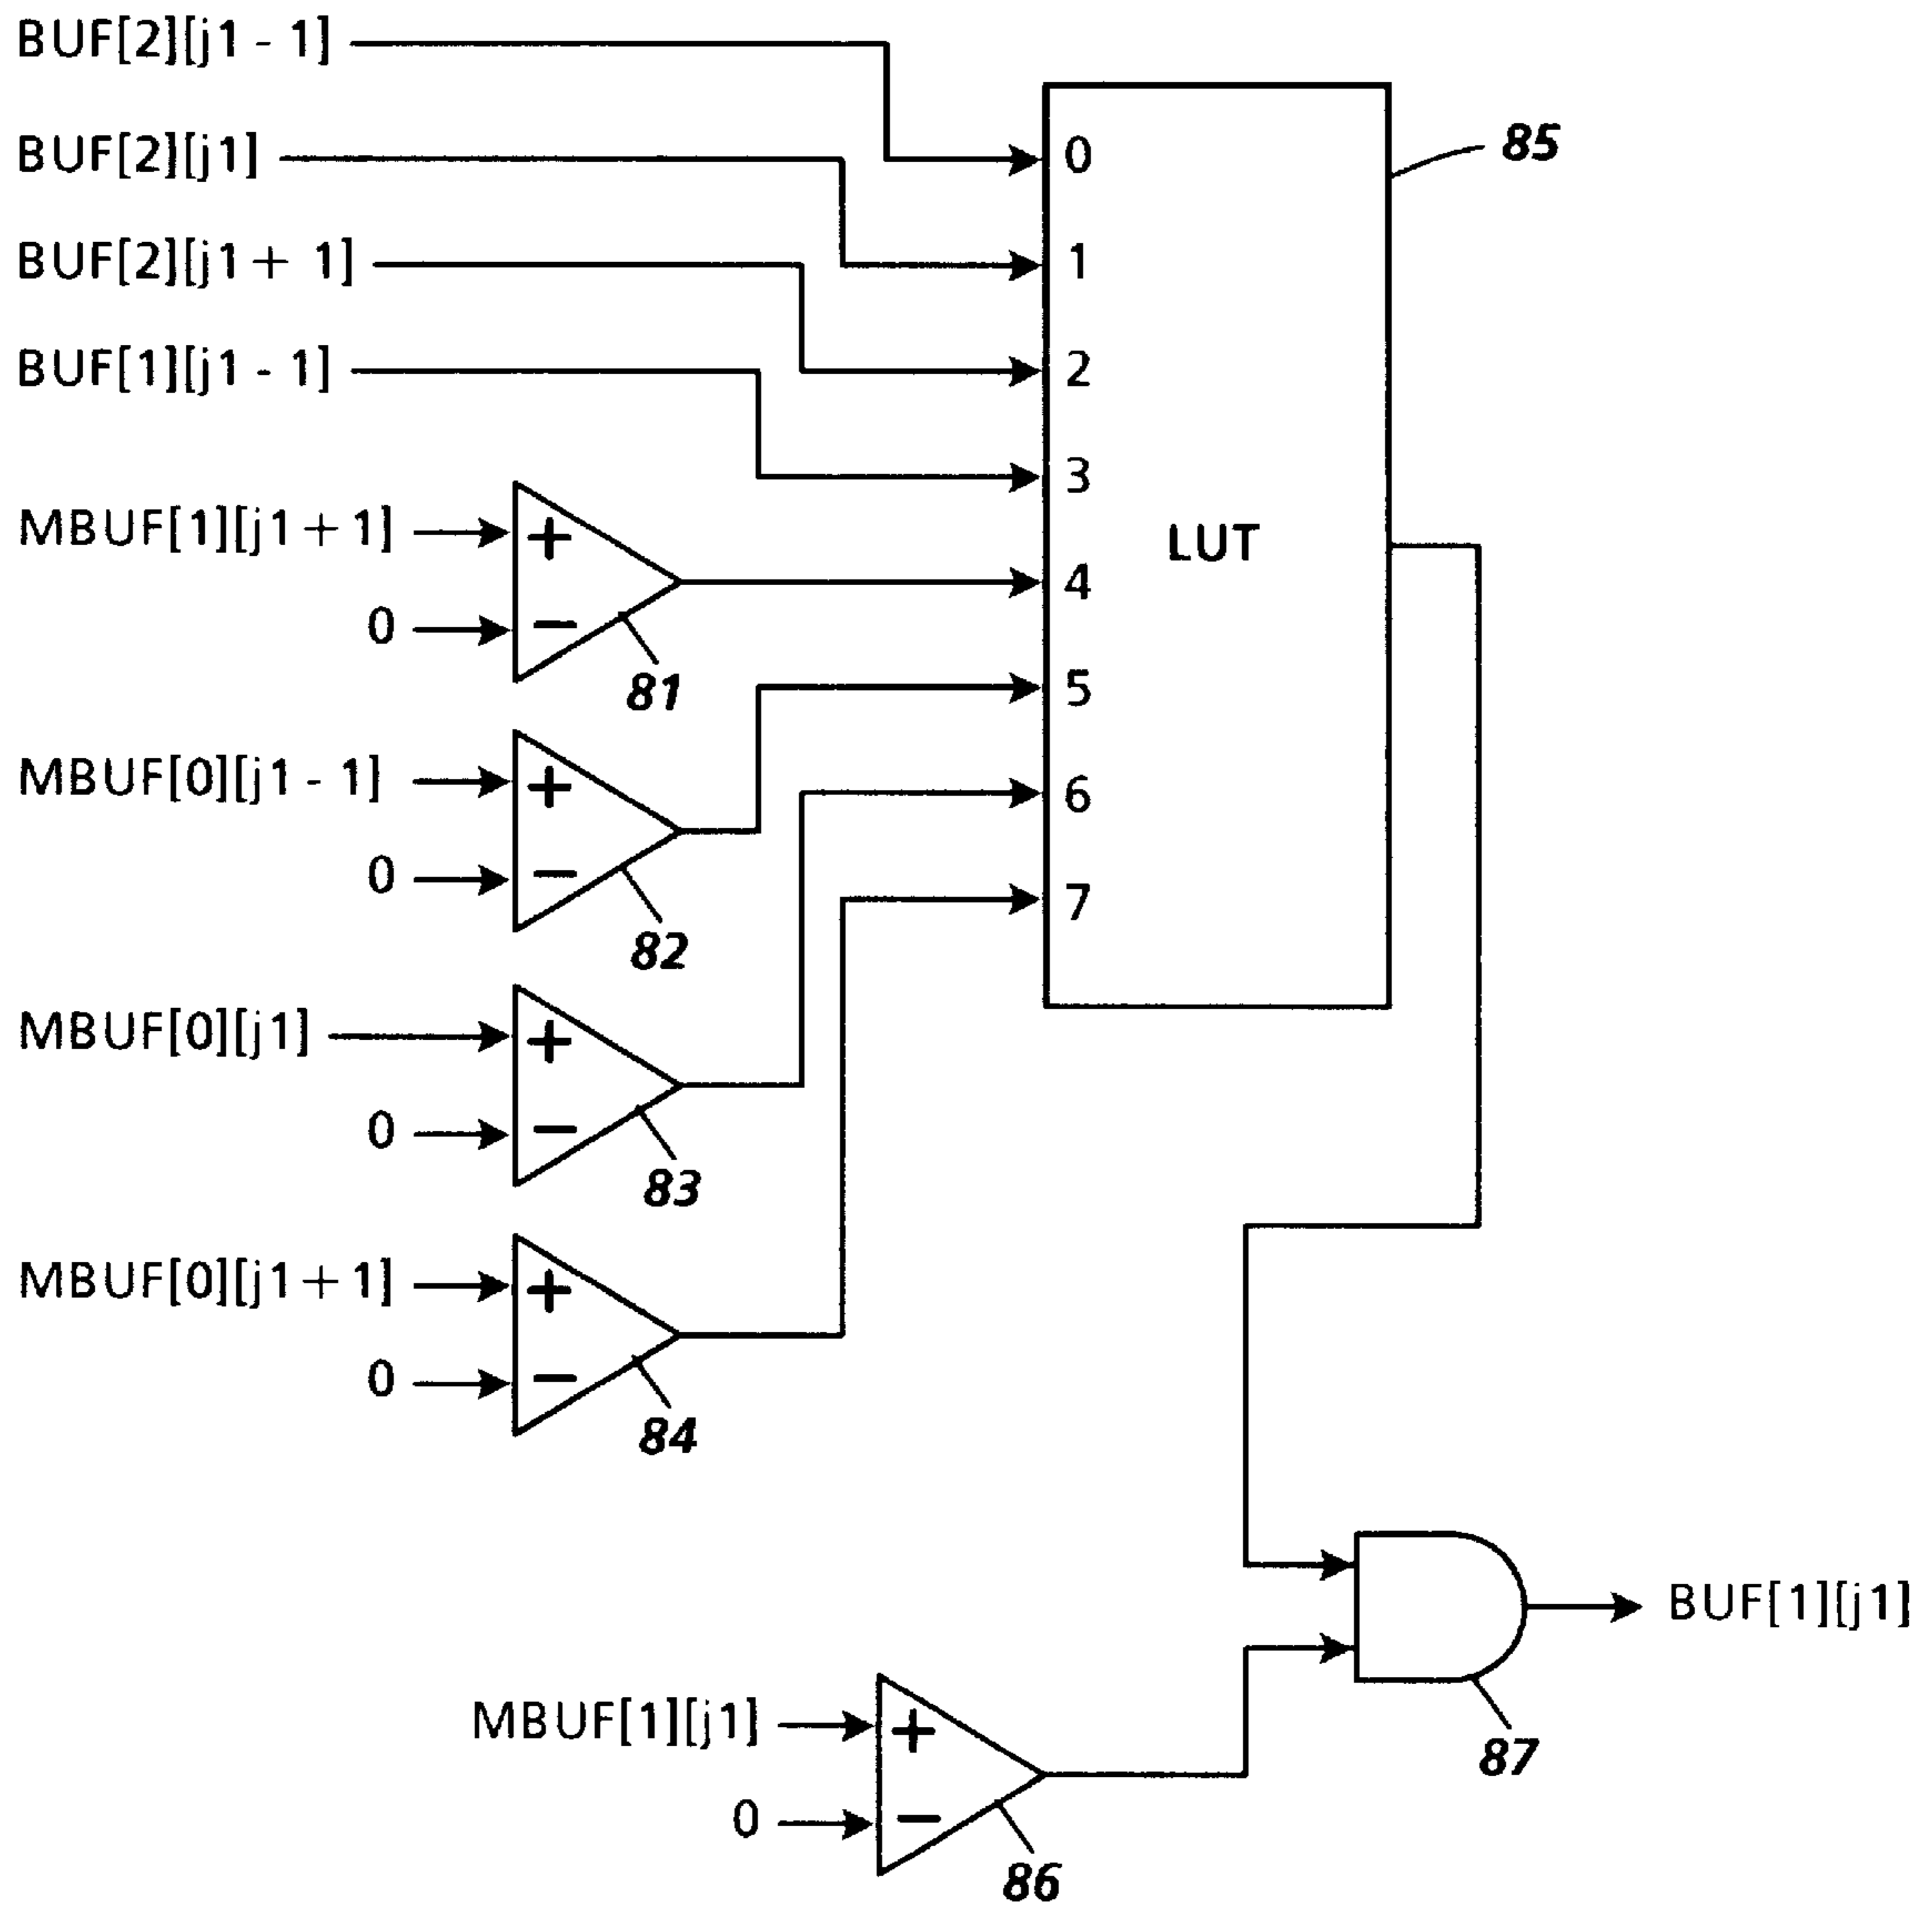 BUF[2][j1 - 1]
BUF[2][j1]
BUF[2][j1 + 1]
BUF[1][j1 - 1]
MBUF[1][j1 + 1]
+
0
−
81
MBUF[0][j1 - 1]
+
0
−
82
MBUF[0][j1]
+
0
−
83
MBUF[0][j1 + 1]
+
0
−
84
0
1
2
3
4
5
6
7
LUT
85
MBUF[1][j1]
+
0
−
86
87
BUF[1][j1]